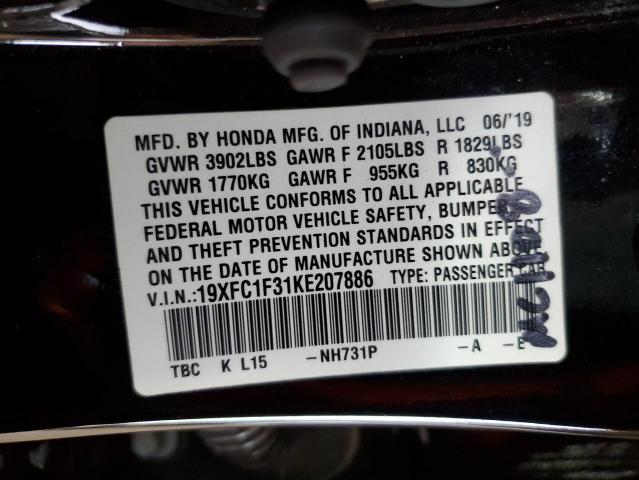 MFD. BY HONDA MFG. OF INDIANA, LLC 06/'19
GVWR 3902LBS GAWR F 2105LBS R 1829LBS
GVWR 1770KG GAWR F 955KG R 830KG
THIS VEHICLE CONFORMS TO ALL APPLICABLE
FEDERAL MOTOR VEHICLE SAFETY, BUMPER,
AND THEFT PREVENTION STANDARDS IN EFFECT
ON THE DATE OF MANUFACTURE SHOWN ABOVE.
V.I.N.:19XFC1F31KE207886 TYPE: PASSENGER CAR
TBC K L15 -NH731P -A -E